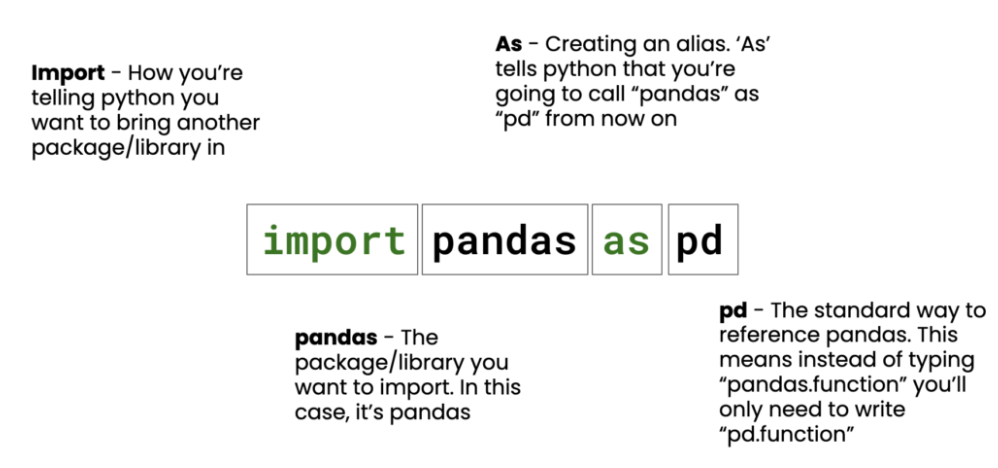 Import - How you're
telling python you
want to bring another
package/library in
As - Creating an alias. ‘As’
tells python that you're
going to call “pandas” as
“pd” from now on
import pandas as pd
pandas - The
package/library you
want to import. In this
case, it's pandas
pd - The standard way to
reference pandas. This
means instead of typing
“pandas.function” you'll
only need to write
“pd.function”